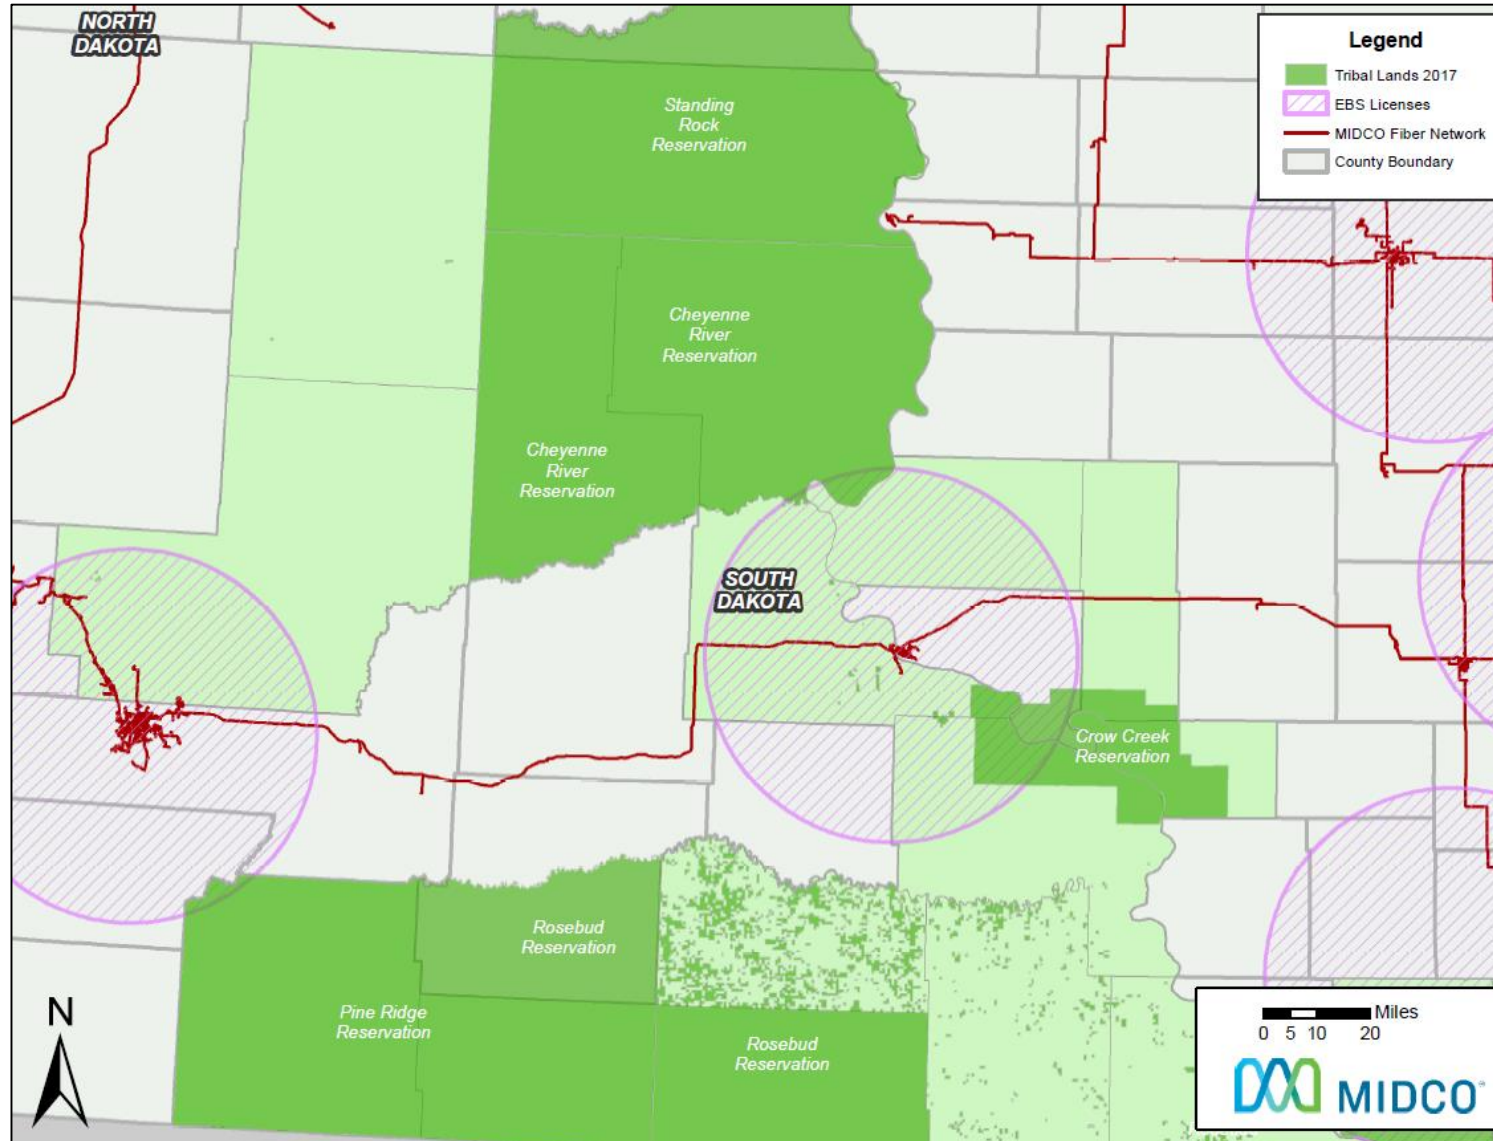 NORTH
DAKOTA
Legend
Tribal Lands 2017
EBS Licenses
MIDCO Fiber Network
County Boundary
Standing
Rock
Reservation
Cheyenne
River
Reservation
Cheyenne
River
Reservation
SOUTH
DAKOTA
Crow Creek
Reservation
Rosebud
Reservation
Pine Ridge
Reservation
Rosebud
Reservation
N
Miles
0 5 10 20
MIDCO